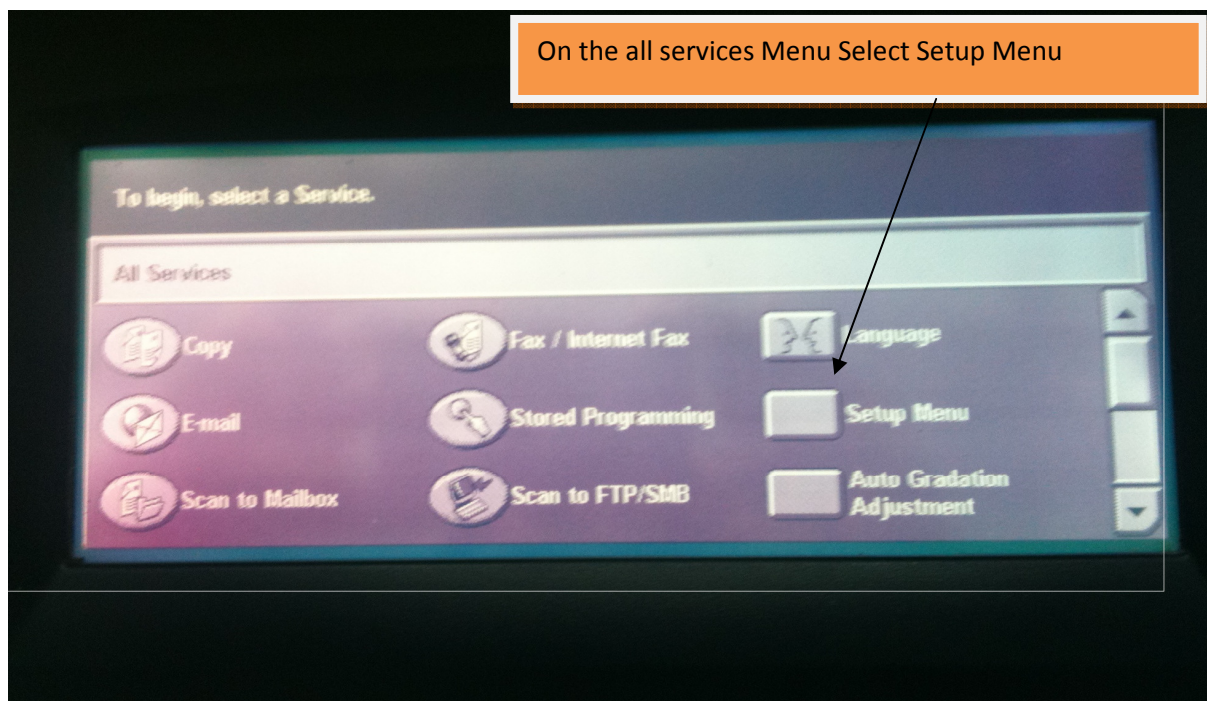 On the all services Menu Select Setup Menu
To begin, select a Service.
All Services
Copy
Fax / Internet Fax
Language
E-mail
Stored Programming
Setup Menu
Scan to Mailbox
Scan to FTP/SMB
Auto Gradation
Adjustment